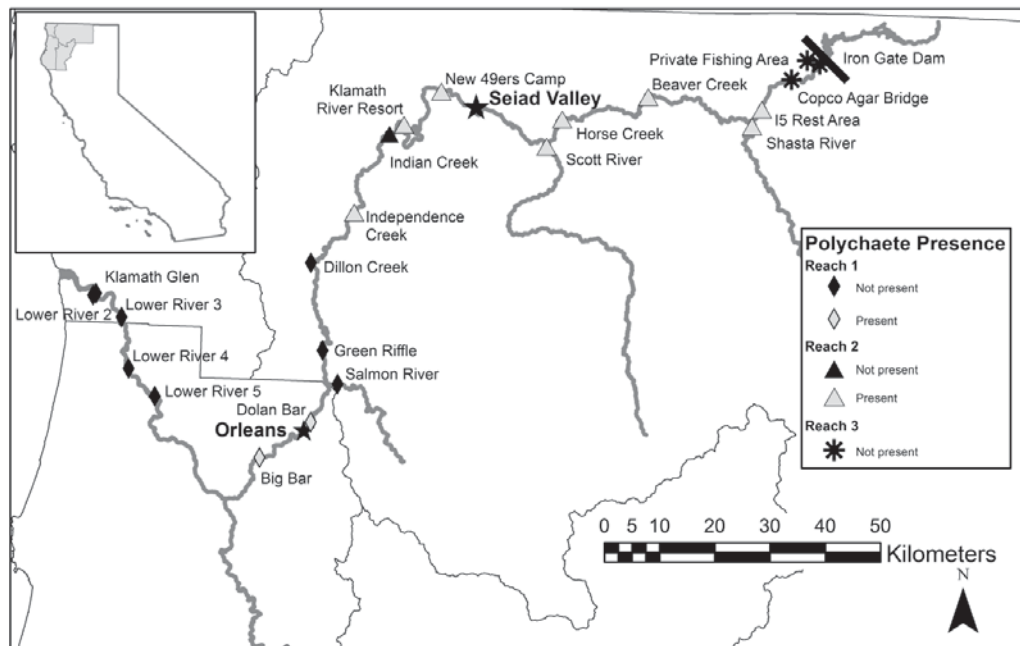 New 49ers Camp
Klamath
River Resort
Seiad Valley
Indian Creek
Private Fishing Area
Iron Gate Dam
Beaver Creek
Copco Agar Bridge
I5 Rest Area
Horse Creek
Shasta River
Scott River
Independence
Creek
Dillon Creek
Klamath Glen
Lower River 2
Lower River 3
Green Riffle
Lower River 4
Salmon River
Lower River 5
Dolan Bar
Orleans
Big Bar
Polychaete Presence
Reach 1
Not present
Present
Reach 2
Not present
Present
Reach 3
Not present
0 5 10 20 30 40 50
Kilometers
N